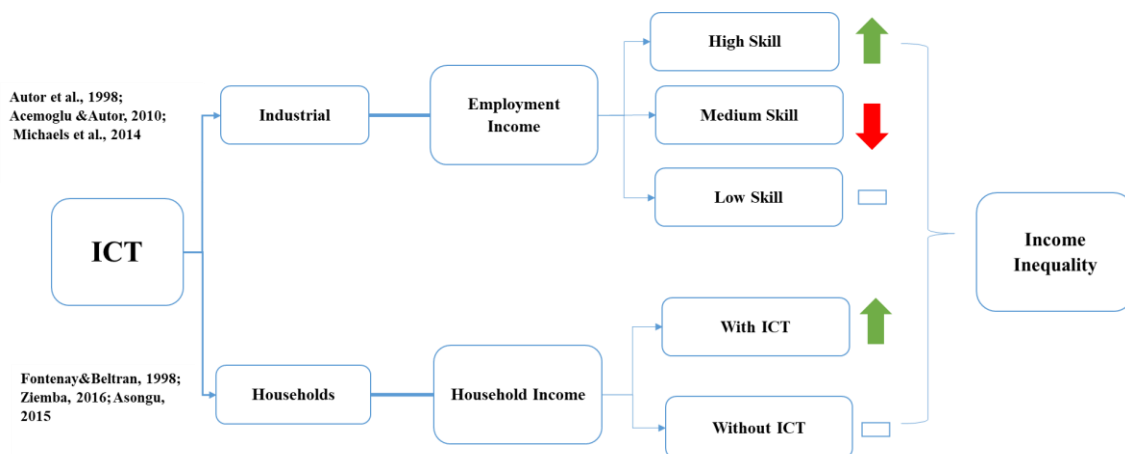 High Skill
Autor et al., 1998;
Acemoglu &Autor, 2010;
Michaels et al., 2014
Industrial
Employment
Income
Medium Skill
Low Skill
ICT
Income
Inequality
With ICT
Fontenay&Beltran, 1998;
Ziemba, 2016; Asongu,
2015
Households
Household Income
Without ICT